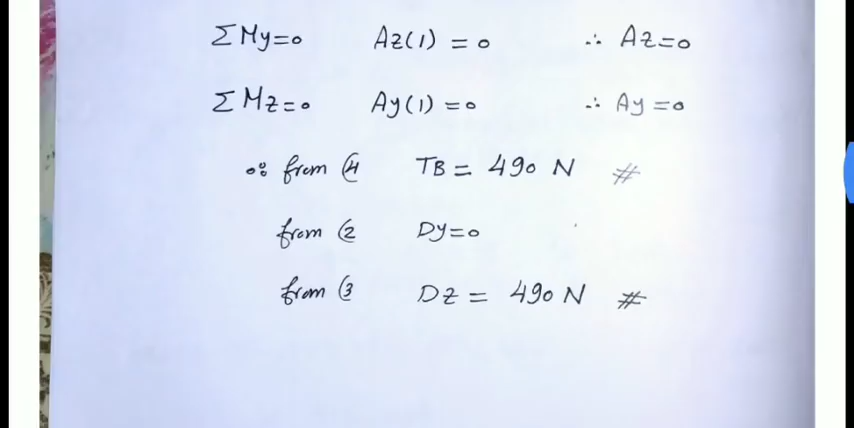 ΣMy=0 Az(1) = 0 ∴ Az=0
ΣMz=0 Ay(1) =0 ∴ Ay=0
∴ from (4 TB = 490 N #
from (2 Dy=0
from (3 Dz = 490 N #